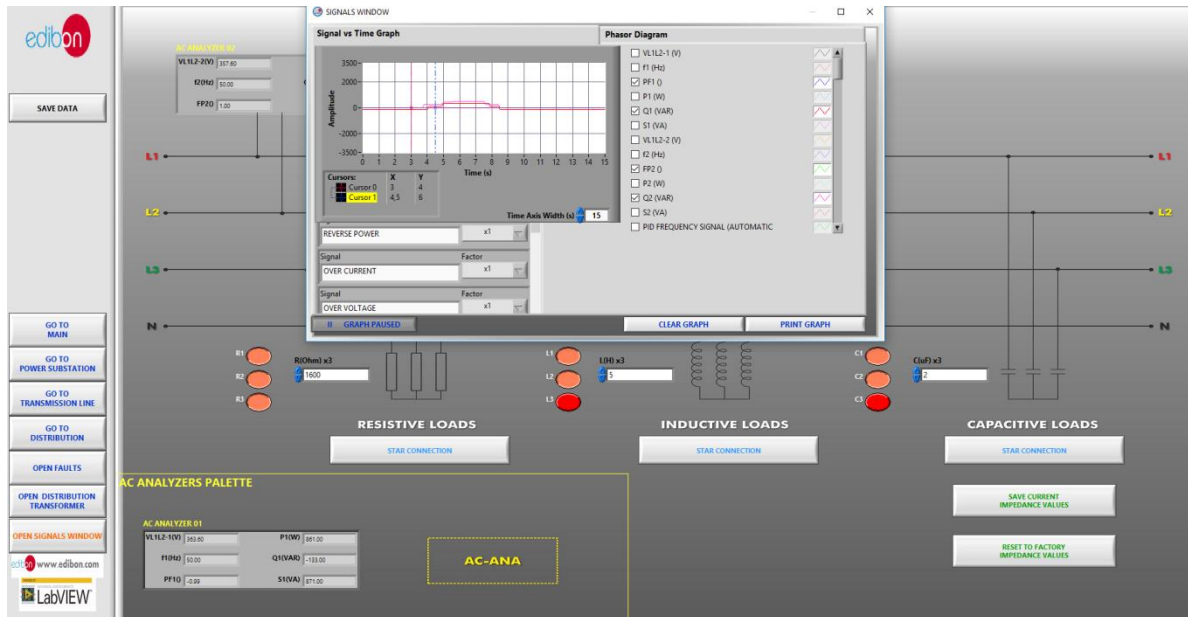 edibon
SAVE DATA
GO TO
MAIN
GO TO
POWER SUBSTATION
GO TO
TRANSMISSION LINE
GO TO
DISTRIBUTION
OPEN FAULTS
OPEN DISTRIBUTION
TRANSFORMER
OPEN SIGNALS WINDOW
edibon www.edibon.com
LabVIEW
AC ANALYZER 02
VL1L2-2(V) 357.60
f2(Hz) 50.00
FP2() 1.00
L1
L2
L3
N
L1
L2
L3
N
SIGNALS WINDOW
Signal vs Time Graph
Amplitude
3500
2000
0
-2000
-3500
0 1 2 3 4 5 6 7 8 9 10 11 12 13 14 15
Time (s)
Cursors: X Y
Cursor 0 3 4
Cursor 1 4,5 6
Time Axis Width (s) 15
REVERSE POWER x1
Signal Factor
OVER CURRENT x1
Signal Factor
OVER VOLTAGE x1
Phasor Diagram
VL1L2-1 (V)
f1 (Hz)
PF1 ()
P1 (W)
Q1 (VAR)
S1 (VA)
VL1L2-2 (V)
f2 (Hz)
FP2 ()
P2 (W)
Q2 (VAR)
S2 (VA)
PID FREQUENCY SIGNAL (AUTOMATIC
II GRAPH PAUSED
CLEAR GRAPH
PRINT GRAPH
R1
R2
R3
R(Ohm) x3
1600
RESISTIVE LOADS
STAR CONNECTION
L1
L2
L3
L(H) x3
5
INDUCTIVE LOADS
STAR CONNECTION
C1
C2
C3
C(uF) x3
2
CAPACITIVE LOADS
STAR CONNECTION
AC ANALYZERS PALETTE
AC ANALYZER 01
VL1L2-1(V) 363.60 P1(W) 861.00
f1(Hz) 50.00 Q1(VAR) -133.00
PF1() -0.99 S1(VA) 871.00
AC-ANA
SAVE CURRENT
IMPEDANCE VALUES
RESET TO FACTORY
IMPEDANCE VALUES